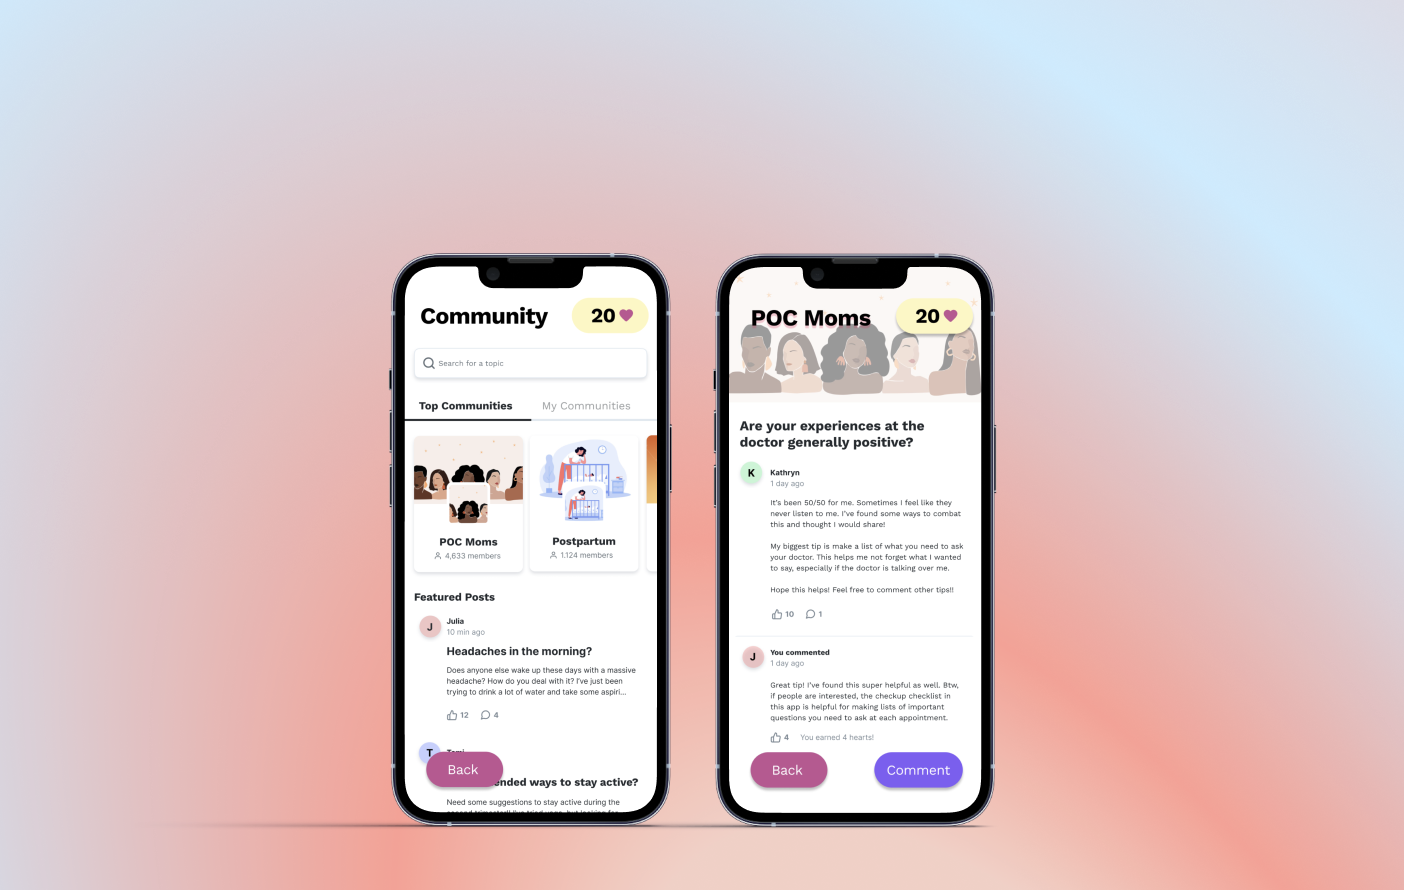 Community
20
Search for a topic
Top Communities
My Communities
POC Moms
4,633 members
Postpartum
1.124 members
Featured Posts
J
Julia
10 min ago
Headaches in the morning?
Does anyone else wake up these days with a massive
headache? How do you deal with it? I've just been
trying to drink a lot of water and take some aspiri...
12
4
T
Back
ended ways to stay active?
Need some suggestions to stay active during the
POC Moms
20
Are your experiences at the
doctor generally positive?
K
Kathryn
1 day ago
It's been 50/50 for me. Sometimes I feel like they
never listen to me. I've found some ways to combat
this and thought I would share!
My biggest tip is make a list of what you need to ask
your doctor. This helps me not forget what I wanted
to say, especially if the doctor is talking over me.
Hope this helps! Feel free to comment other tips!!
10
1
J
You commented
1 day ago
Great tip! I've found this super helpful as well. Btw,
if people are interested, the checkup checklist in
this app is helpful for making lists of important
questions you need to ask at each appointment.
4
You earned 4 hearts!
Back
Comment